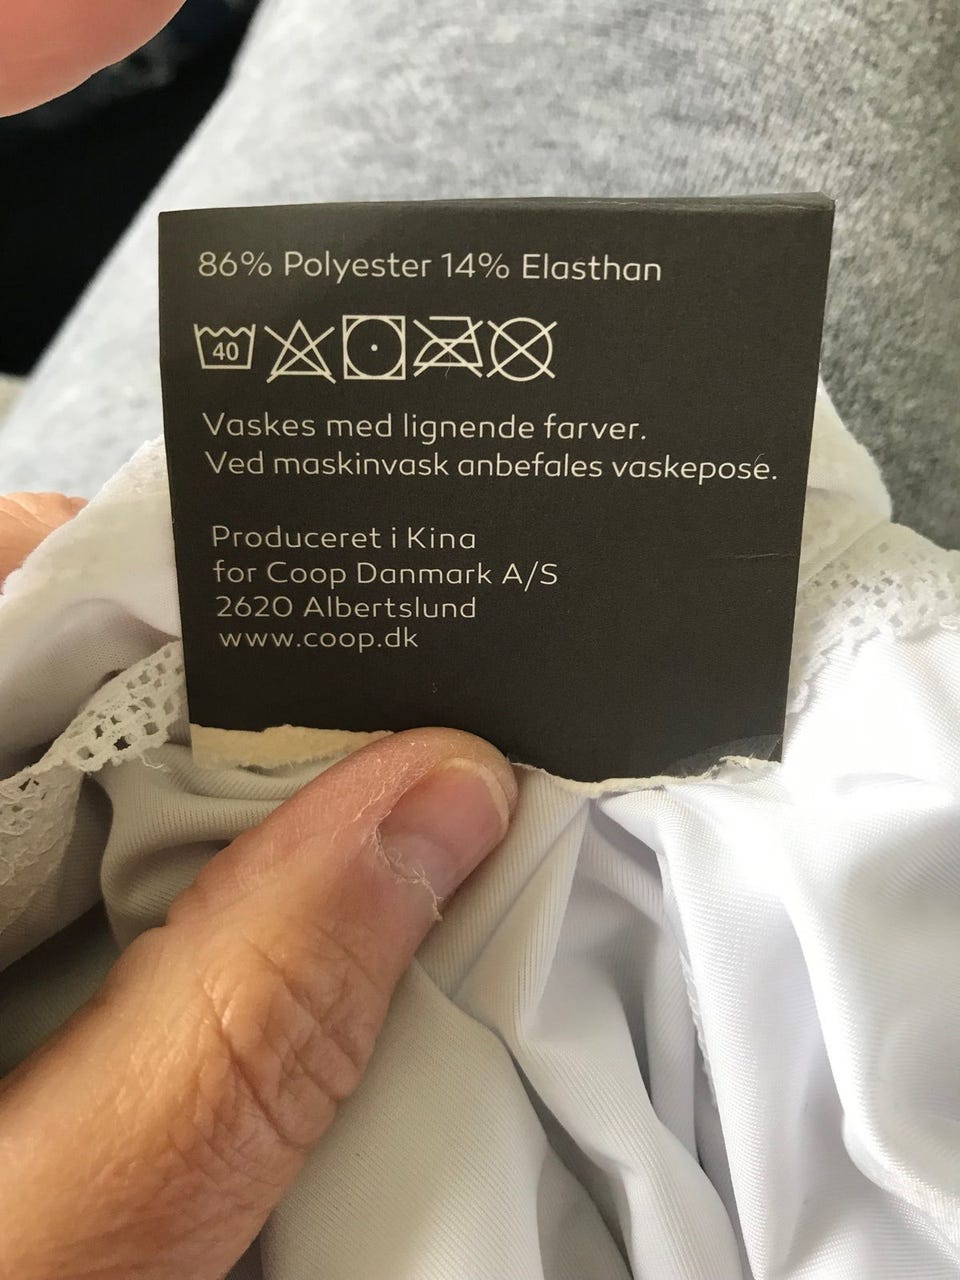 86% Polyester 14% Elasthan
40
Vaskes med lignende farver.
Ved maskinvask anbefales vaskepose.
Produceret i Kina
for Coop Danmark A/S
2620 Albertslund
www.coop.dk